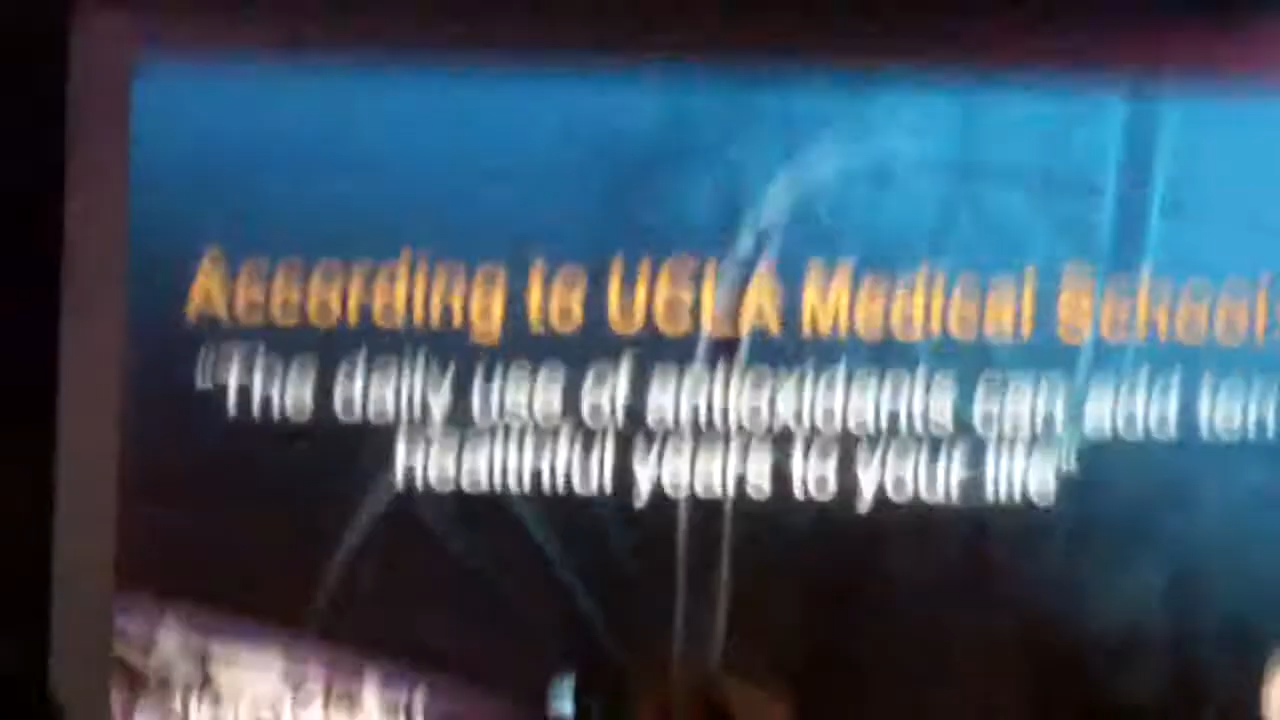 According to UCLA Medical School
"The daily use of antioxidants can add ten
healthful years to your life"